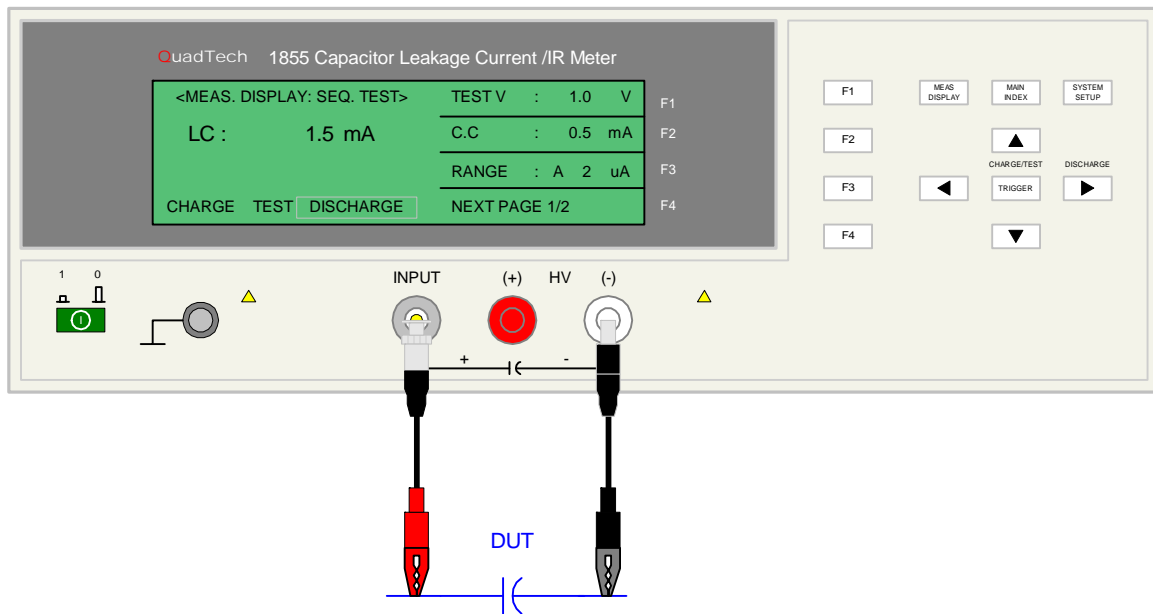 QuadTech 1855 Capacitor Leakage Current /IR Meter
<MEAS. DISPLAY: SEQ. TEST> TEST V : 1.0 V F1
LC : 1.5 mA C.C : 0.5 mA F2
RANGE : A 2 uA F3
CHARGE TEST DISCHARGE NEXT PAGE 1/2 F4
F1 MEAS DISPLAY MAIN INDEX SYSTEM SETUP
F2
CHARGE/TEST DISCHARGE
F3 TRIGGER
F4
1 0 INPUT (+) HV (-)
+ -
DUT